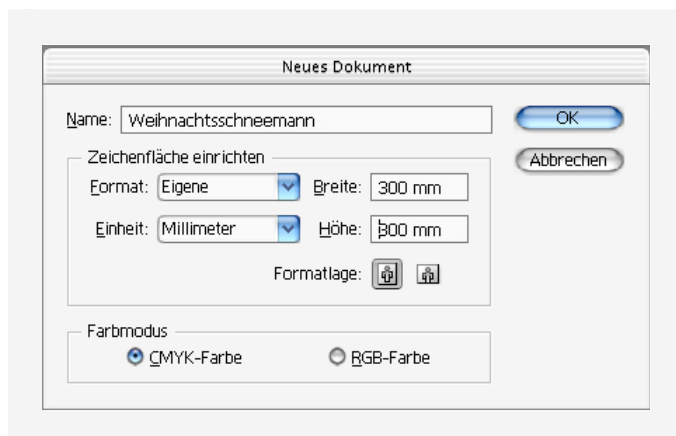 Neues Dokument
Name: Weihnachtsschneemann
OK
Zeichenfläche einrichten
Abbrechen
Format: Eigene Breite: 300 mm
Einheit: Millimeter Höhe: 300 mm
Formatlage:
Farbmodus
CMYK-Farbe RGB-Farbe